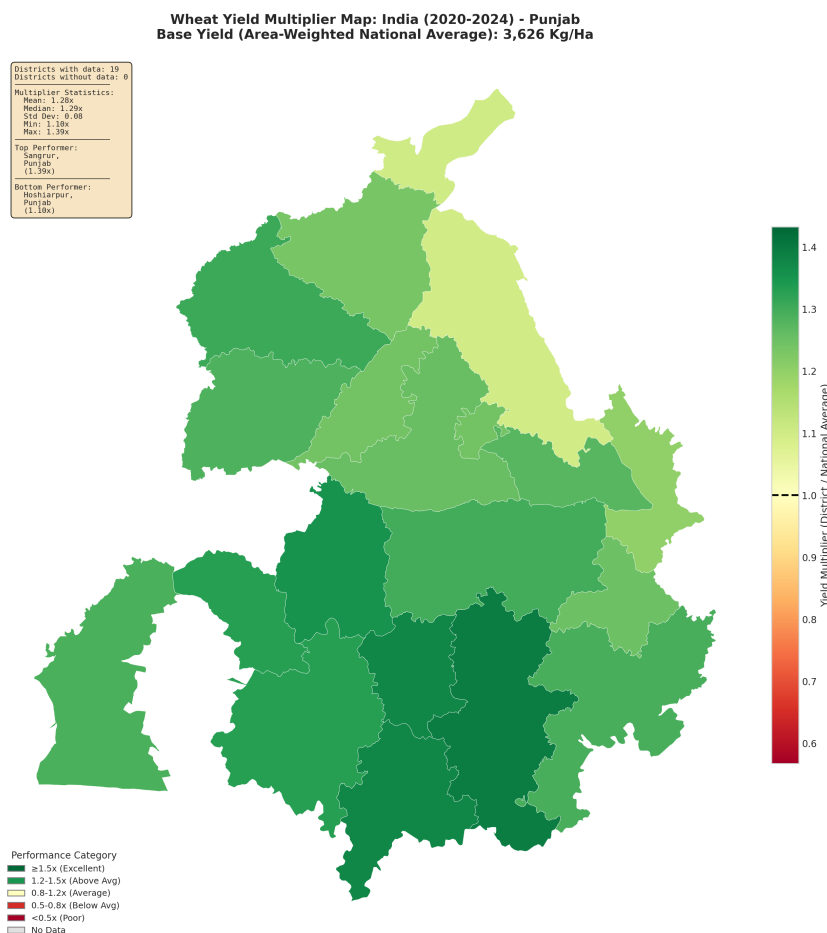 Wheat Yield Multiplier Map: India (2020-2024) - Punjab
Base Yield (Area-Weighted National Average): 3,626 Kg/Ha
Districts with data: 19
Districts without data: 0
Multiplier Statistics:
Mean: 1.28x
Median: 1.29x
Std Dev: 0.08
Min: 1.10x
Max: 1.39x
Top Performer:
Sangrur,
Punjab
(1.39x)
Bottom Performer:
Hoshiarpur,
Punjab
(1.10x)
1.4
1.3
1.2
1.1
1.0
0.9
0.8
0.7
0.6
Yield Multiplier (District / National Average)
Performance Category
≥1.5x (Excellent)
1.2-1.5x (Above Avg)
0.8-1.2x (Average)
0.5-0.8x (Below Avg)
<0.5x (Poor)
No Data